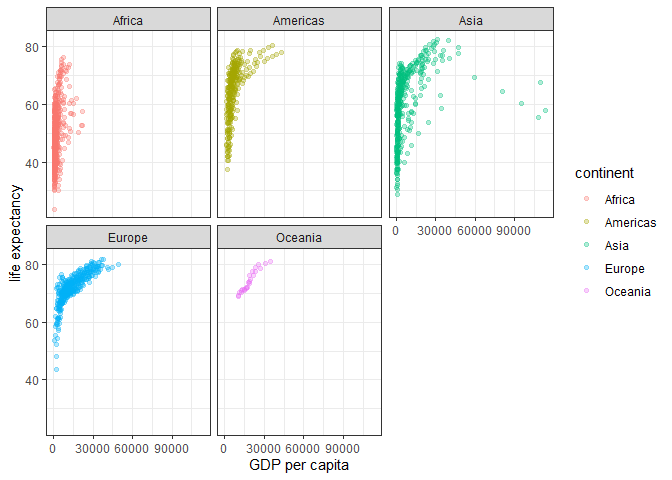 Africa
Americas
Asia
80
60
40
0 30000 60000 90000
Europe
Oceania
80
60
40
0 30000 60000 90000
0 30000 60000 90000
life expectancy
GDP per capita
continent
Africa
Americas
Asia
Europe
Oceania